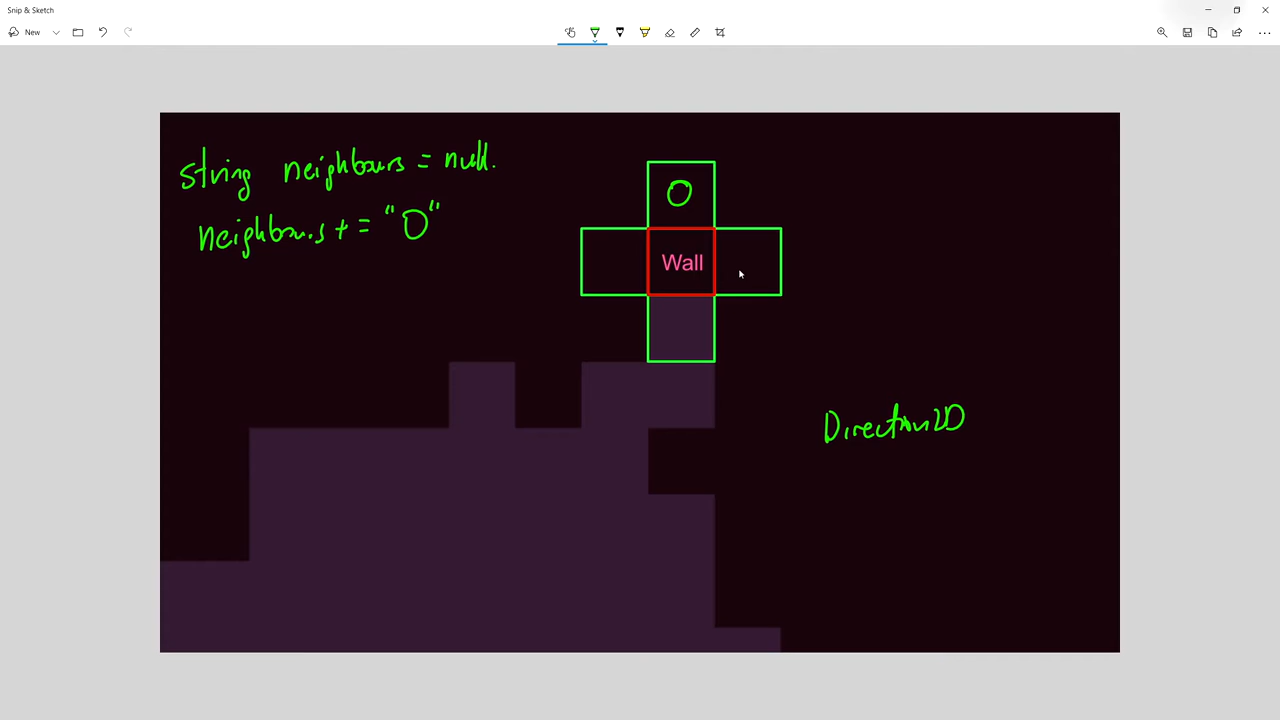 Snip & Sketch
New
string neighbours = null.
neighbours += "0"
0
Wall
Direction2D